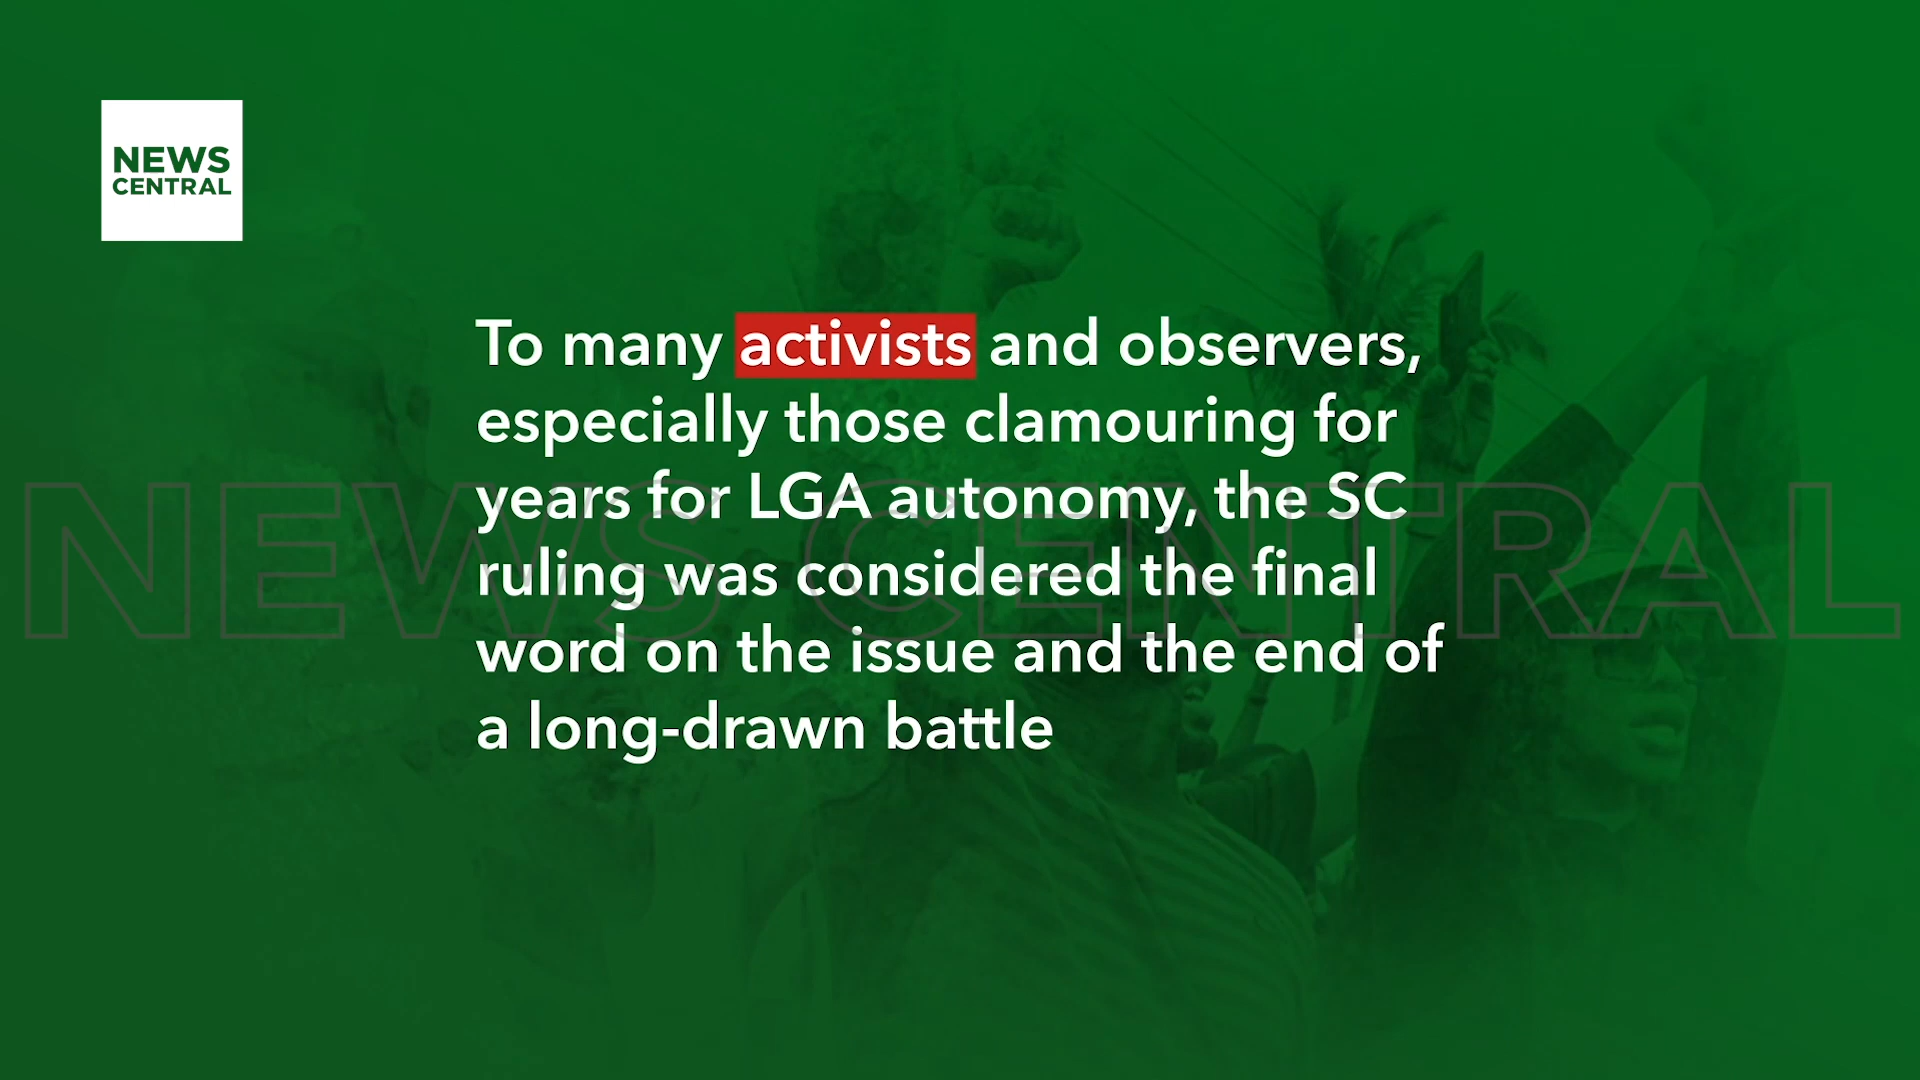 NEWS
CENTRAL
To many activists and observers,
especially those clamouring for
years for LGA autonomy, the SC
ruling was considered the final
word on the issue and the end of
a long-drawn battle
NEWS CENTRAL